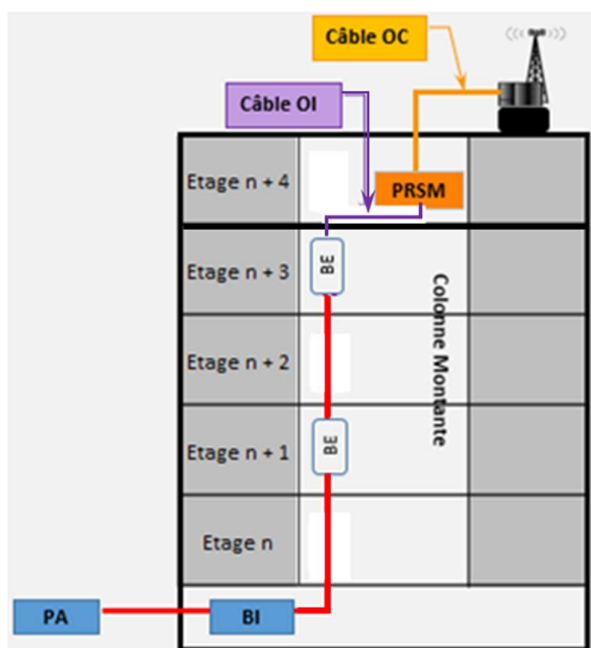 Câble OC
Câble OI
Etage n + 4
PRSM
Etage n + 3
BE
Colonne Montante
Etage n + 2
Etage n + 1
BE
Etage n
PA
BI